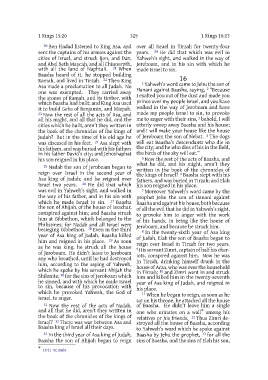 1 Kings 15:20
325
1 Kings 16:13
20 Ben Hadad listened to King Asa, and
sent the captains of his armies against the
cities of Israel, and struck Ijon, and Dan,
and Abel Beth Maacah, and all Chinneroth,
with all the land of Naphtali. 21 When
Baasha heard of it, he stopped building
Ramah, and lived in Tirzah. 22 Then King
Asa made a proclamation to all Judah. No
one was exempted. They carried away
the stones of Ramah, and its timber, with
which Baasha had built; and King Asa used
it to build Geba of Benjamin, and Mizpah.
23 Now the rest of all the acts of Asa, and
all his might, and all that he did, and the
cities which he built, aren't they written in
the book of the chronicles of the kings of
Judah? But in the time of his old age he
was diseased in his feet. 24 Asa slept with
his fathers, and was buried with his fathers
in his father David's city; and Jehoshaphat
his son reigned in his place.
25 Nadab the son of Jeroboam began to
reign over Israel in the second year of
Asa king of Judah; and he reigned over
Israel two years. 26 He did that which
was evil in Yahweh's sight, and walked in
the way of his father, and in his sin with
which he made Israel to sin. 27 Baasha
the son of Ahijah, of the house of Issachar,
conspired against him; and Baasha struck
him at Gibbethon, which belonged to the
Philistines; for Nadab and all Israel were
besieging Gibbethon. 28 Even in the third
year of Asa king of Judah, Baasha killed
him and reigned in his place. 29 As soon
as he was king, he struck all the house
of Jeroboam. He didn't leave to Jeroboam
any who breathed, until he had destroyed
him, according to the saying of Yahweh,
which he spoke by his servant Ahijah the
Shilonite; 30 for the sins of Jeroboam which
he sinned, and with which he made Israel
to sin, because of his provocation with
which he provoked Yahweh, the God of
Israel, to anger.
31 Now the rest of the acts of Nadab,
and all that he did, aren't they written in
the book of the chronicles of the kings of
Israel? 32 There was war between Asa and
Baasha king of Israel all their days.
33 In the third year of Asa king of Judah,
Baasha the son of Ahijah began to reign
over all Israel in Tirzah for twenty-four
years. 34 He did that which was evil in
Yahweh's sight, and walked in the way of
Jeroboam, and in his sin with which he
made Israel to sin.
16
1 Yahweh's word came to Jehu the son of
Hanani against Baasha, saying, 2 "Because
I exalted you out of the dust and made you
prince over my people Israel, and you have
walked in the way of Jeroboam and have
made my people Israel to sin, to provoke
me to anger with their sins, 3 behold, I will
utterly sweep away Baasha and his house;
and I will make your house like the house
of Jeroboam the son of Nebat. 4 The dogs
will eat Baasha's descendants who die in
the city; and he who dies of his in the field,
the birds of the sky will eat."
5 Now the rest of the acts of Baasha, and
what he did, and his might, aren't they
written in the book of the chronicles of
the kings of Israel? 6 Baasha slept with his
fathers, and was buried in Tirzah; and Elah
his son reigned in his place.
7 Moreover Yahweh's word came by the
prophet Jehu the son of Hanani against
Baasha and against his house, both because
of all the evil that he did in Yahweh's sight,
to provoke him to anger with the work
of his hands, in being like the house of
Jeroboam, and because he struck him.
8 In the twenty-sixth year of Asa king
of Judah, Elah the son of Baasha began to
reign over Israel in Tirzah for two years.
9 His servant Zimri, captain of half his chariots,
conspired against him. Now he was
in Tirzah, drinking himself drunk in the
house of Arza, who was over the household
in Tirzah; 10 and Zimri went in and struck
him and killed him in the twenty-seventh
year of Asa king of Judah, and reigned in
his place.
11 When he began to reign, as soon as he
sat on his throne, he attacked all the house
of Baasha. He didn't leave him a single
one who urinates on a wall* among his
relatives or his friends. 12 Thus Zimri destroyed
all the house of Baasha, according
to Yahweh's word which he spoke against
Baasha by Jehu the prophet, 13 for all the
sins of Baasha, and the sins of Elah his son,